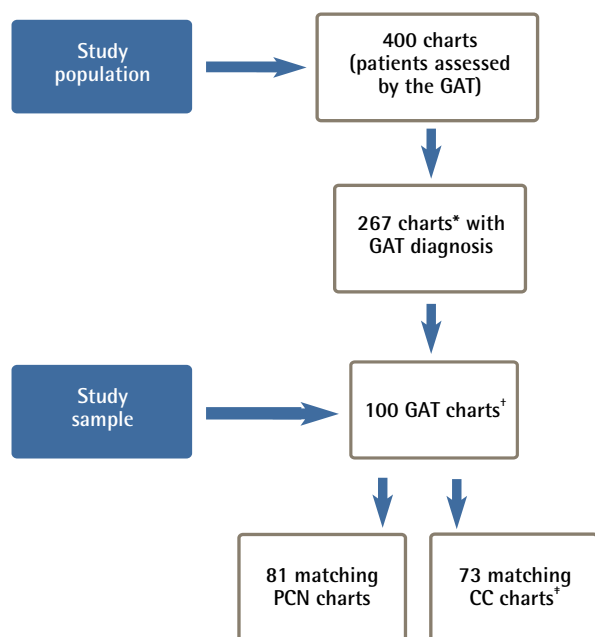 Study
population
400 charts
(patients assessed
by the GAT)
267 charts* with
GAT diagnosis
Study
sample
100 GAT charts†
81 matching
PCN charts
73 matching
CC charts‡